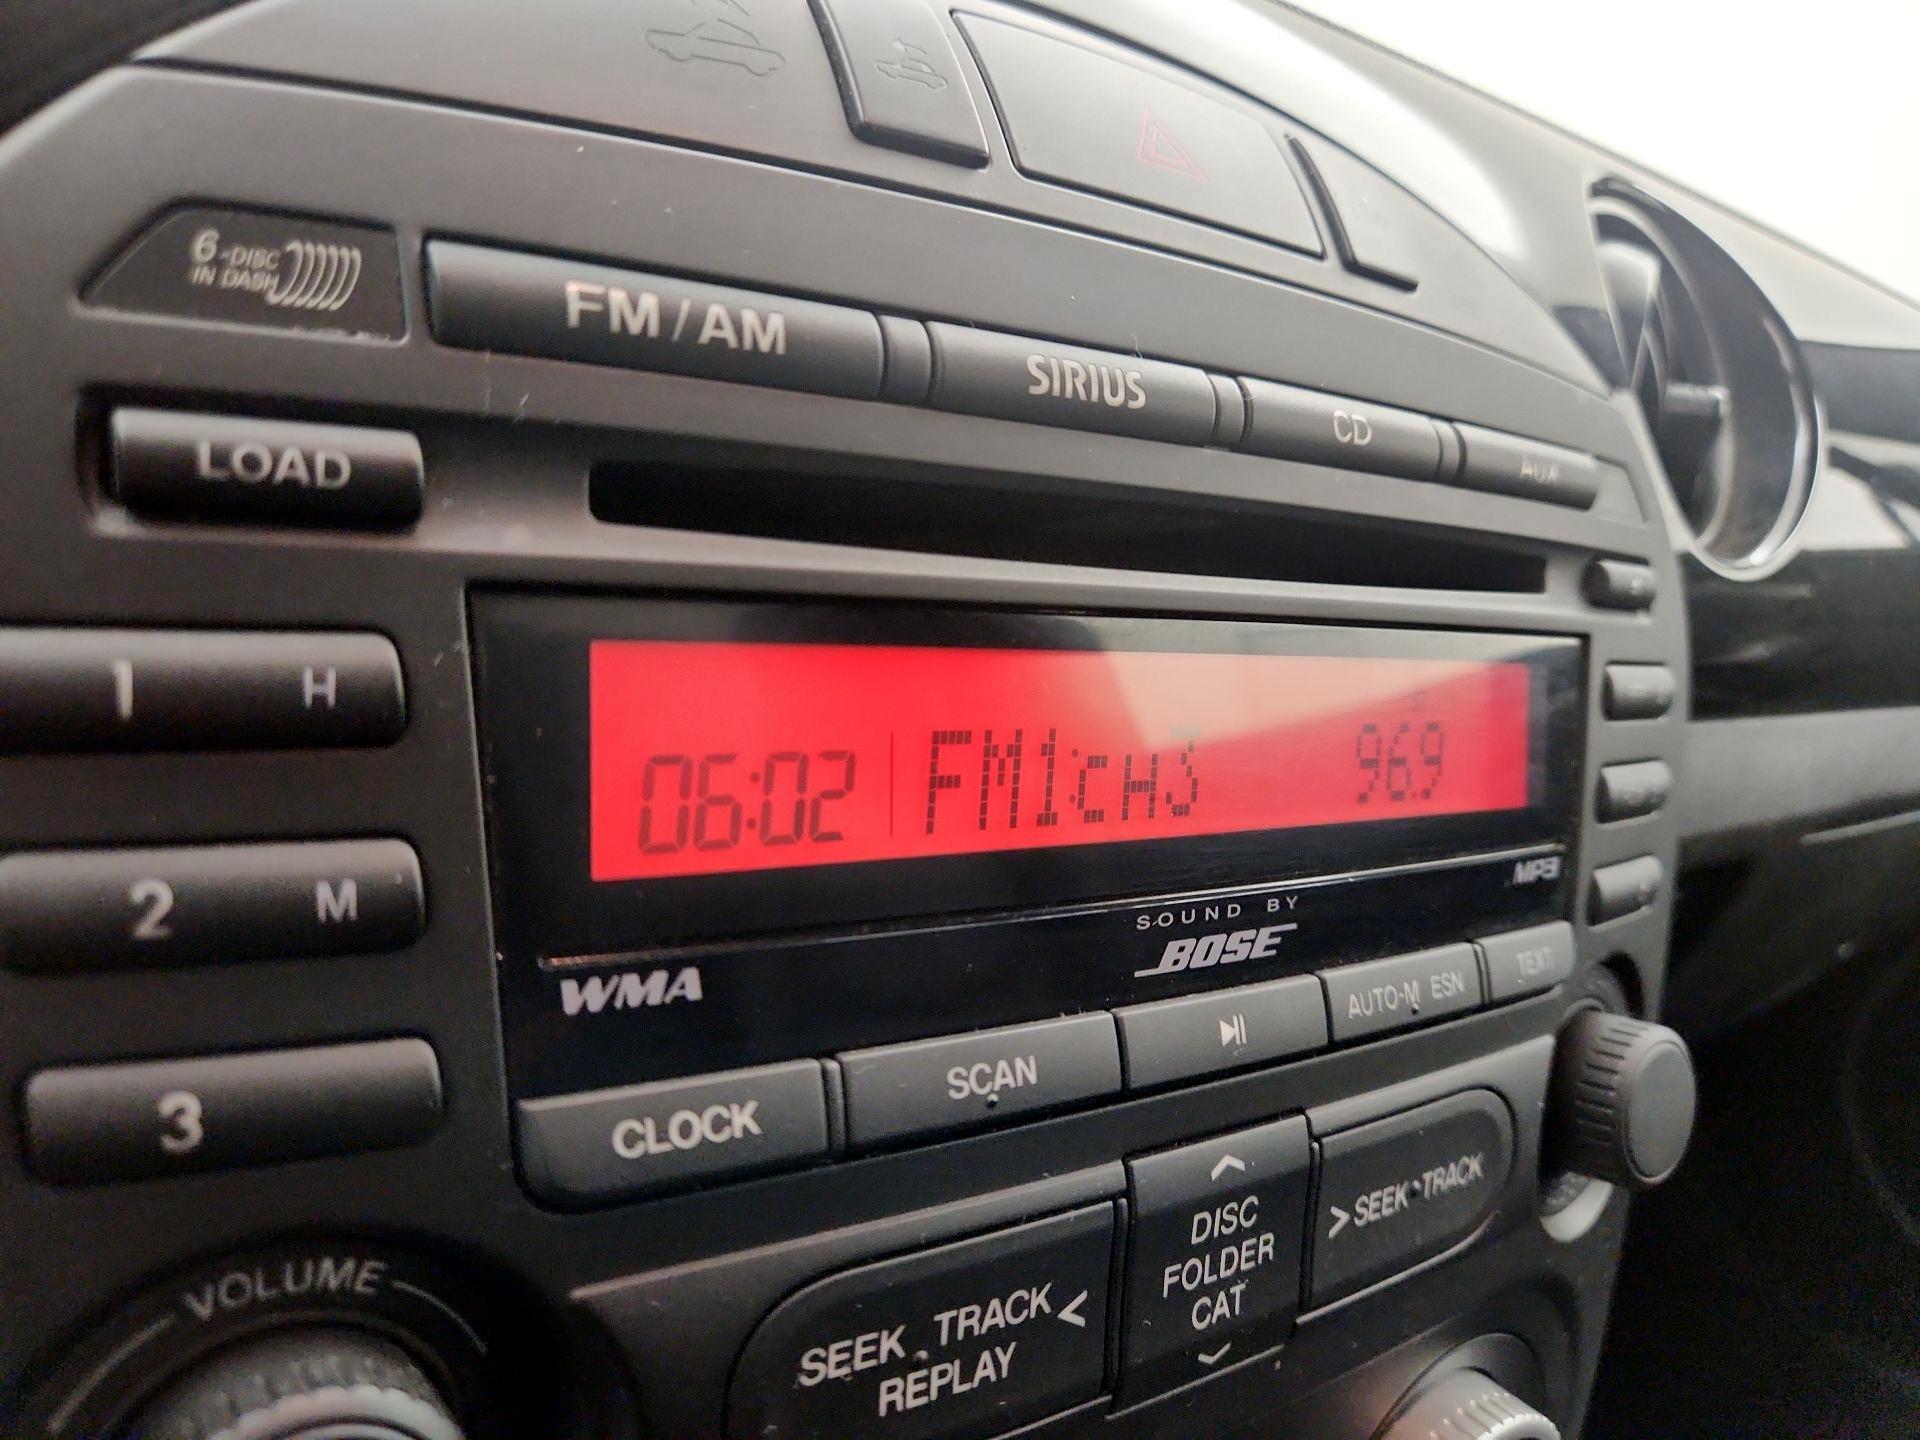 6-DISC
IN DASH
FM/AM
SIRIUS
CD
AUX
LOAD
1 H
06:02 FM1:CH3 96.9
2 M
MP3
SOUND BY
BOSE
WMA
3
CLOCK
SCAN
AUTO-M ESN
TEXT
VOLUME
SEEK TRACK <
REPLAY
DISC
FOLDER
CAT
> SEEK TRACK